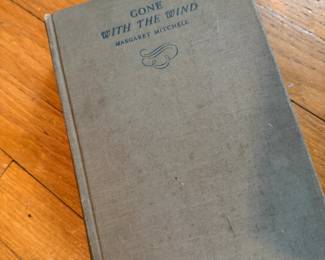 GONE
WITH THE WIND
MARGARET MITCHELL